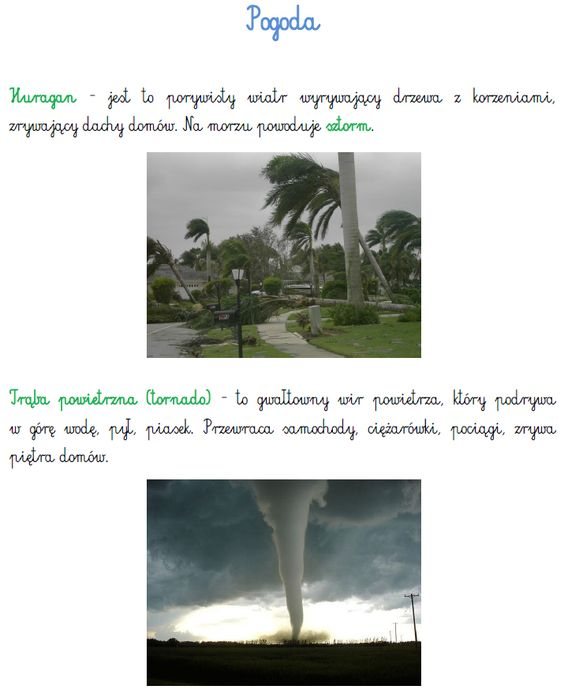 Pogoda
Huragan - jest to porywisty wiatr wyrywający drzewa z korzeniami,
zrywający dachy domów. Na morzu powoduje sztorm.
Trąba powietrzna (tornado) - to gwałtowny wir powietrza, który podrywa
w górę wodę, pył, piasek. Przewraca samochody, ciężarówki, pociągi, zrywa
piętra domów.